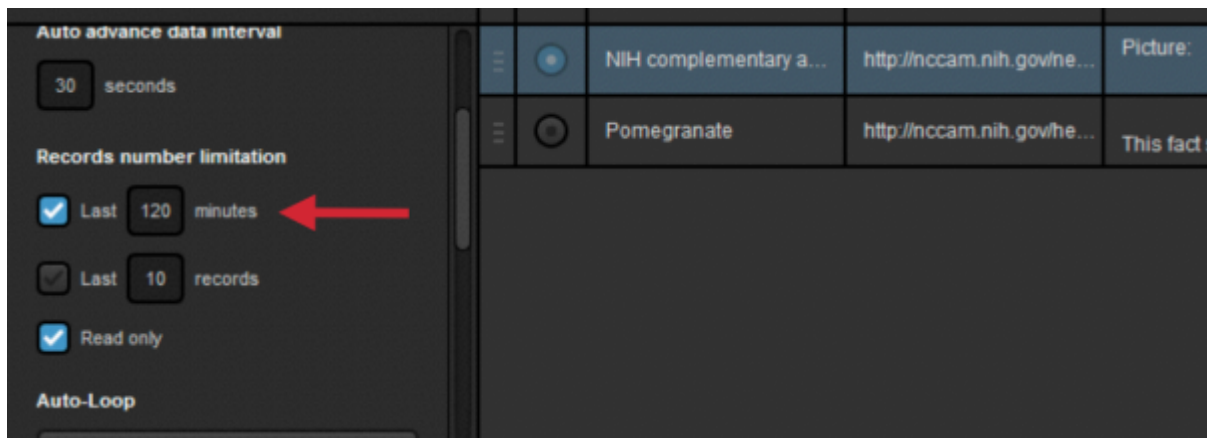 Auto advance data interval
30 seconds
Records number limitation
Last 120 minutes
Last 10 records
Read only
Auto-Loop
NIH complementary a... http://nccam.nih.gov/ne... Picture:
Pomegranate http://nccam.nih.gov/he... This fact